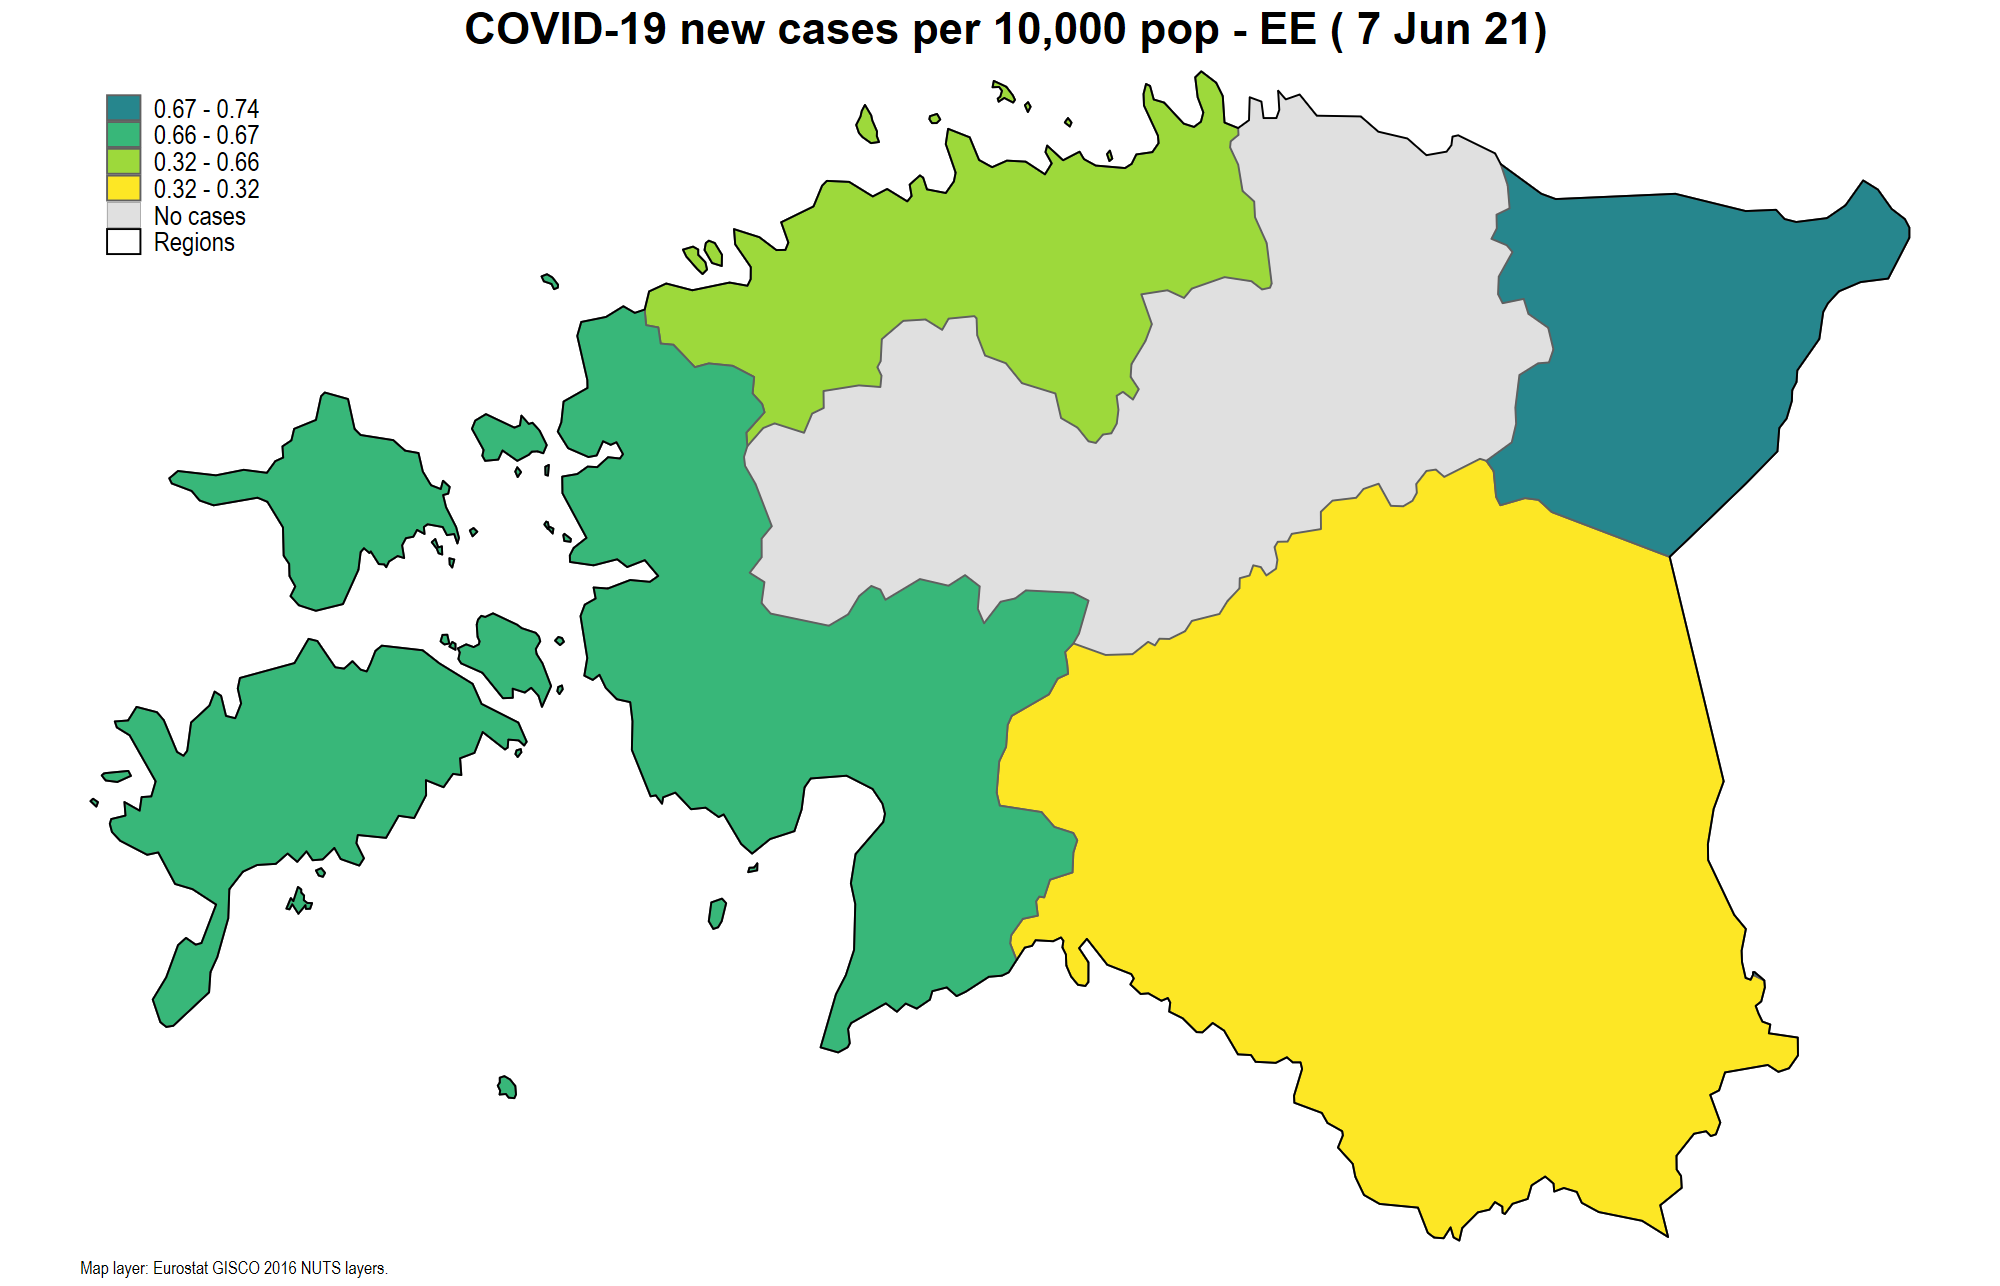 COVID-19 new cases per 10,000 pop - EE ( 7 Jun 21)
0.67 - 0.74
0.66 - 0.67
0.32 - 0.66
0.32 - 0.32
No cases
Regions
Map layer: Eurostat GISCO 2016 NUTS layers.